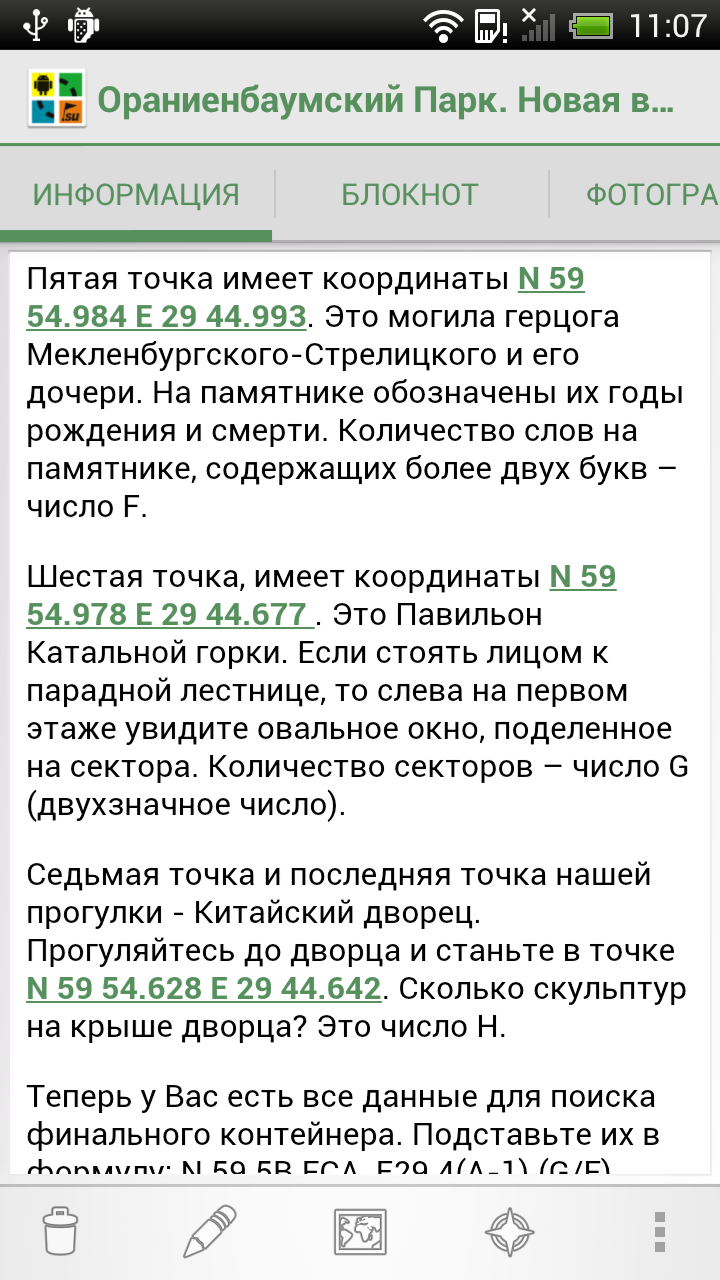 11:07
.su
Ораниенбаумский Парк. Новая в...
ИНФОРМАЦИЯ
БЛОКНОТ
ФОТОГРА
Пятая точка имеет координаты N 59
54.984 E 29 44.993. Это могила герцога
Мекленбургского-Стрелицкого и его
дочери. На памятнике обозначены их годы
рождения и смерти. Количество слов на
памятнике, содержащих более двух букв –
число F.
Шестая точка, имеет координаты N 59
54.978 E 29 44.677 . Это Павильон
Катальной горки. Если стоять лицом к
парадной лестнице, то слева на первом
этаже увидите овальное окно, поделенное
на сектора. Количество секторов – число G
(двухзначное число).
Седьмая точка и последняя точка нашей
прогулки - Китайский дворец.
Прогуляйтесь до дворца и станьте в точке
N 59 54.628 E 29 44.642. Сколько скульптур
на крыше дворца? Это число H.
Теперь у Вас есть все данные для поиска
финального контейнера. Подставьте их в
формулу: N 59 5B.